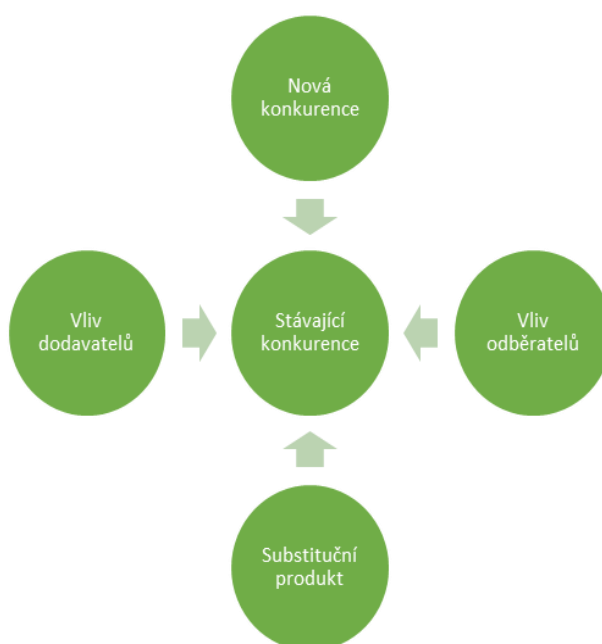 Nová
konkurence
Vliv
dodavatelů
Stávající
konkurence
Vliv
odběratelů
Substituční
produkt